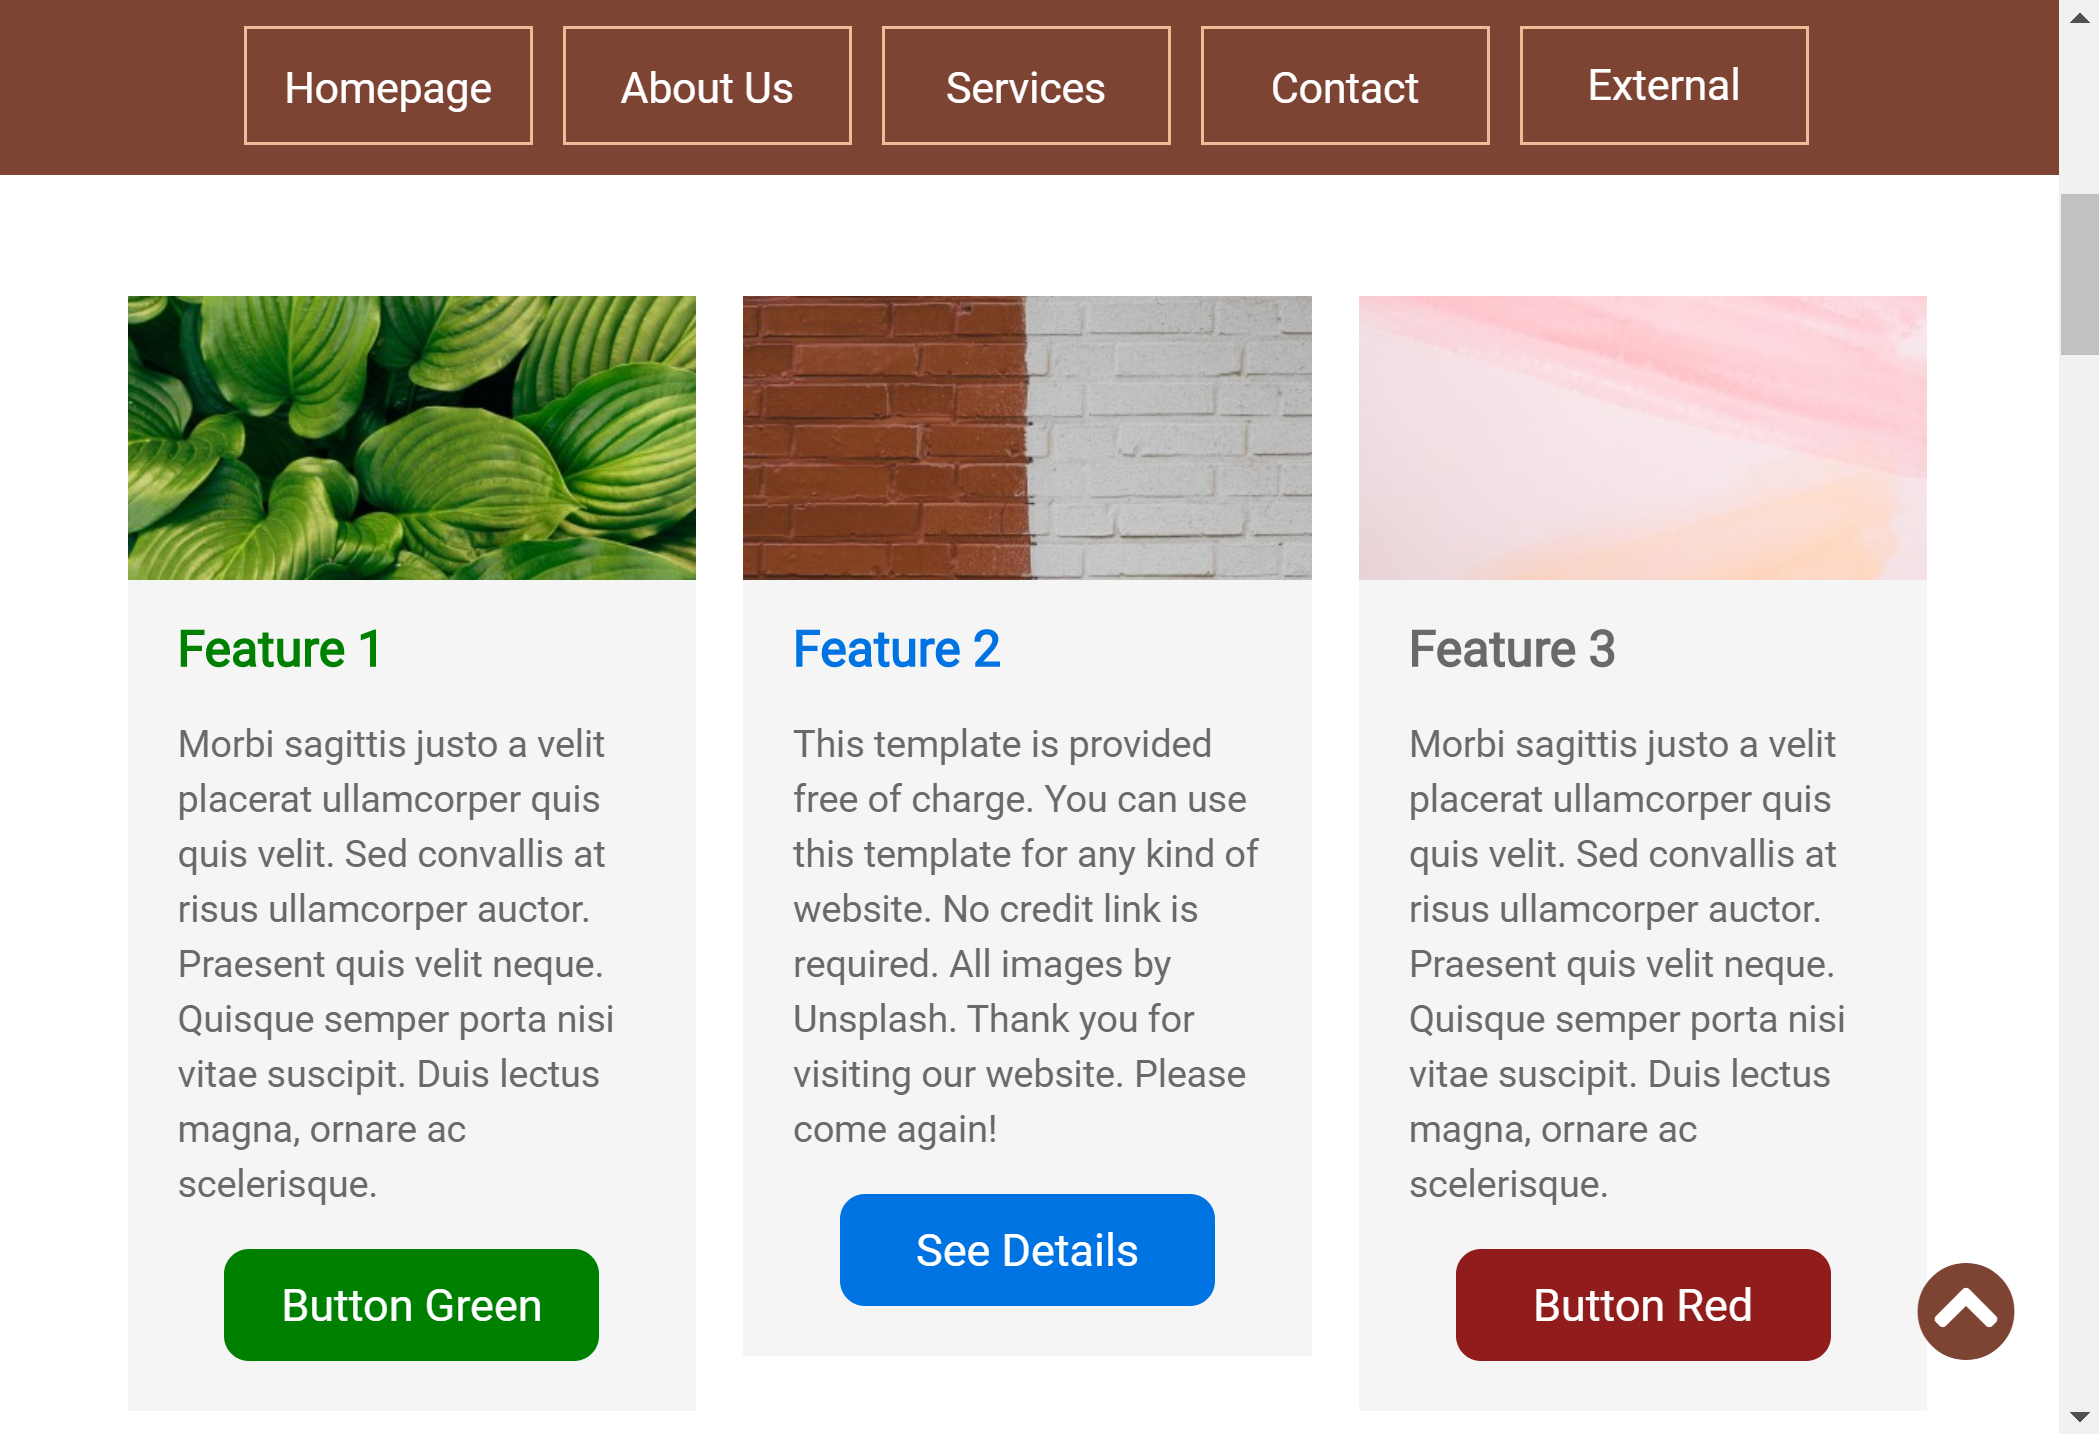 Homepage
About Us
Services
Contact
External
Feature 1
Morbi sagittis justo a velit
placerat ullamcorper quis
quis velit. Sed convallis at
risus ullamcorper auctor.
Praesent quis velit neque.
Quisque semper porta nisi
vitae suscipit. Duis lectus
magna, ornare ac
scelerisque.
Button Green
Feature 2
This template is provided
free of charge. You can use
this template for any kind of
website. No credit link is
required. All images by
Unsplash. Thank you for
visiting our website. Please
come again!
See Details
Feature 3
Morbi sagittis justo a velit
placerat ullamcorper quis
quis velit. Sed convallis at
risus ullamcorper auctor.
Praesent quis velit neque.
Quisque semper porta nisi
vitae suscipit. Duis lectus
magna, ornare ac
scelerisque.
Button Red